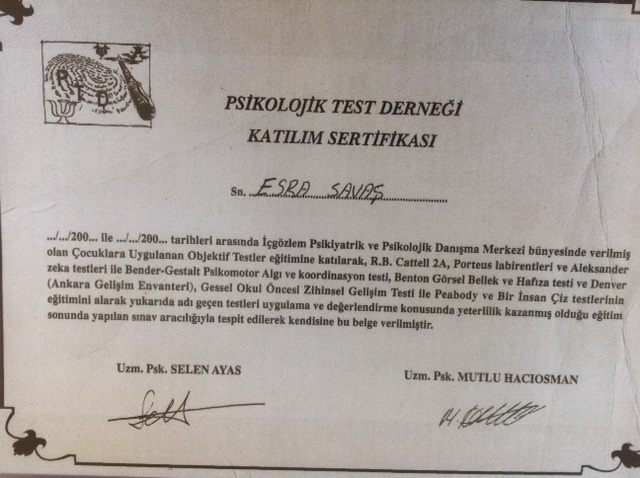 PED
PSİKOLOJİK TEST DERNEĞİ
KATILIM SERTİFİKASI
Sn. ESRA SAVAŞ
.../.../200... ile .../.../200... tarihleri arasında İçgözlem Psikiyatrik ve Psikolojik Danışma Merkezi bünyesinde verilmiş
olan Çocuklara Uygulanan Objektif Testler eğitimine katılarak, R.B. Cattell 2A, Porteus labirentleri ve Aleksander
zeka testleri ile Bender-Gestalt Psikomotor Algı ve koordinasyon testi, Benton Görsel Bellek ve Hafıza testi ve Denver
(Ankara Gelişim Envanteri), Gessel Okul Öncesi Zihinsel Gelişim Testi ile Peabody ve Bir İnsan Çiz testlerinin
eğitimini alarak yukarıda adı geçen testleri uygulama ve değerlendirme konusunda yeterlilik kazanmış olduğu eğitim
sonunda yapılan sınav aracılığıyla tespit edilerek kendisine bu belge verilmiştir.
Uzm. Psk. SELEN AYAS
Uzm. Psk. MUTLU HACIOSMAN